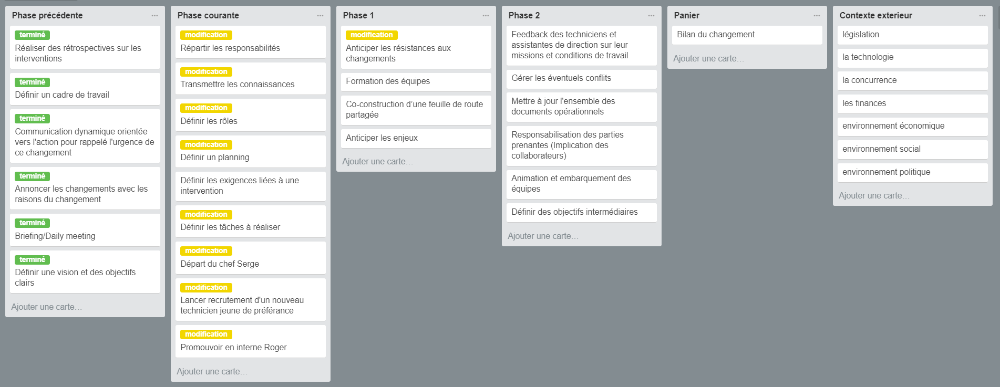 Phase précédente
terminé
Réaliser des rétrospectives sur les
interventions
terminé
Définir un cadre de travail
terminé
Communication dynamique orientée
vers l'action pour rappelé l'urgence de
ce changement
terminé
Annoncer les changements avec les
raisons du changement
terminé
Briefing/Daily meeting
terminé
Définir une vision et des objectifs
clairs
Ajouter une carte…
Phase courante
modification
Répartir les responsabilités
modification
Transmettre les connaissances
modification
Définir les rôles
modification
Définir un planning
Définir les exigences liées à une
intervention
modification
Définir les tâches à réaliser
modification
Départ du chef Serge
modification
Lancer recrutement d'un nouveau
technicien jeune de préférance
modification
Promouvoir en interne Roger
Ajouter une carte…
Phase 1
modification
Anticiper les résistances aux
changements
Formation des équipes
Co-construction d’une feuille de route
partagée
Anticiper les enjeux
Ajouter une carte…
Phase 2
Feedback des techniciens et
assistantes de direction sur leur
missions et conditions de travail
Gérer les éventuels conflits
Mettre à jour l'ensemble des
documents opérationnels
Responsabilisation des parties
prenantes (Implication des
collaborateurs)
Animation et embarquement des
équipes
Définir des objectifs intermédiaires
Ajouter une carte…
Panier
Bilan du changement
Ajouter une carte…
Contexte exterieur
législation
la technologie
la concurrence
les finances
environnement économique
environnement social
environnement politique
Ajouter une carte…